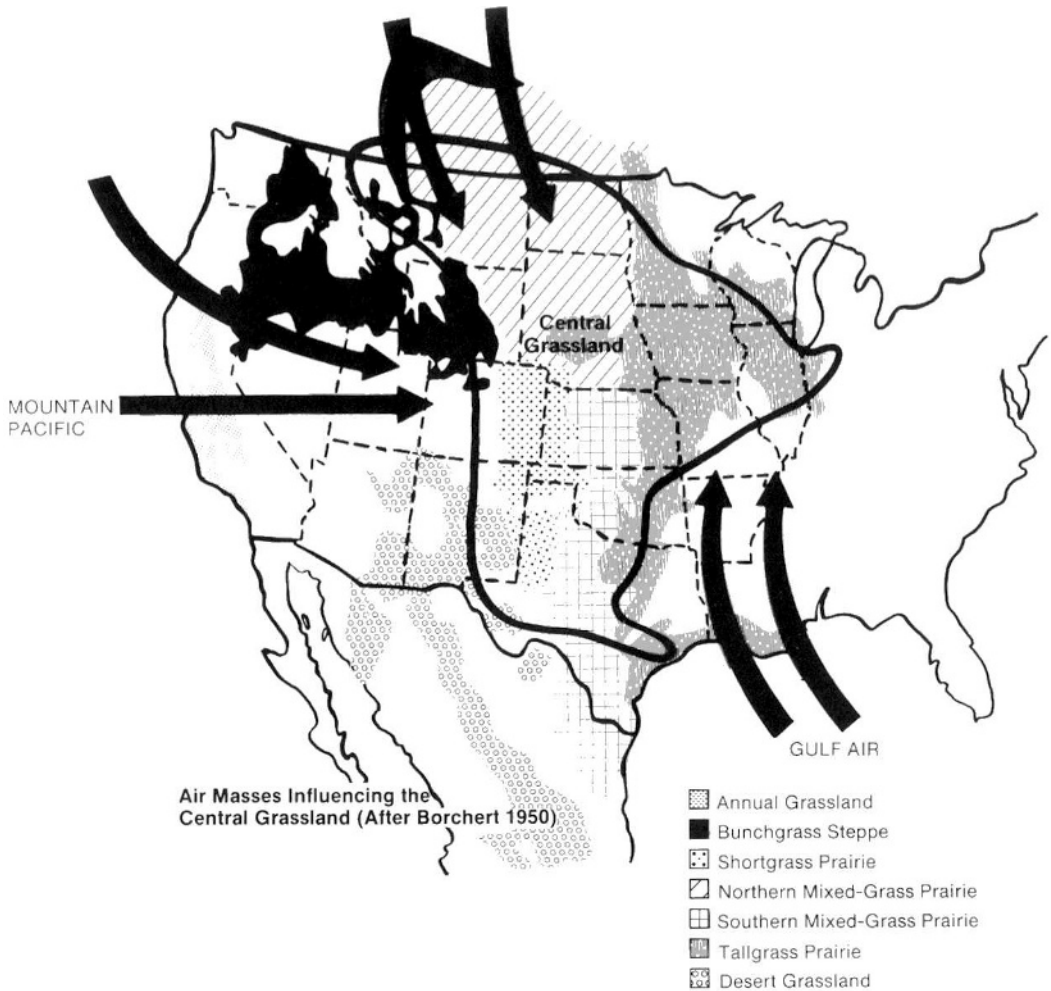 Central
Grassland
MOUNTAIN
PACIFIC
GULF AIR
Air Masses Influencing the
Central Grassland (After Borchert 1950)
Annual Grassland
Bunchgrass Steppe
Shortgrass Prairie
Northern Mixed-Grass Prairie
Southern Mixed-Grass Prairie
Tallgrass Prairie
Desert Grassland